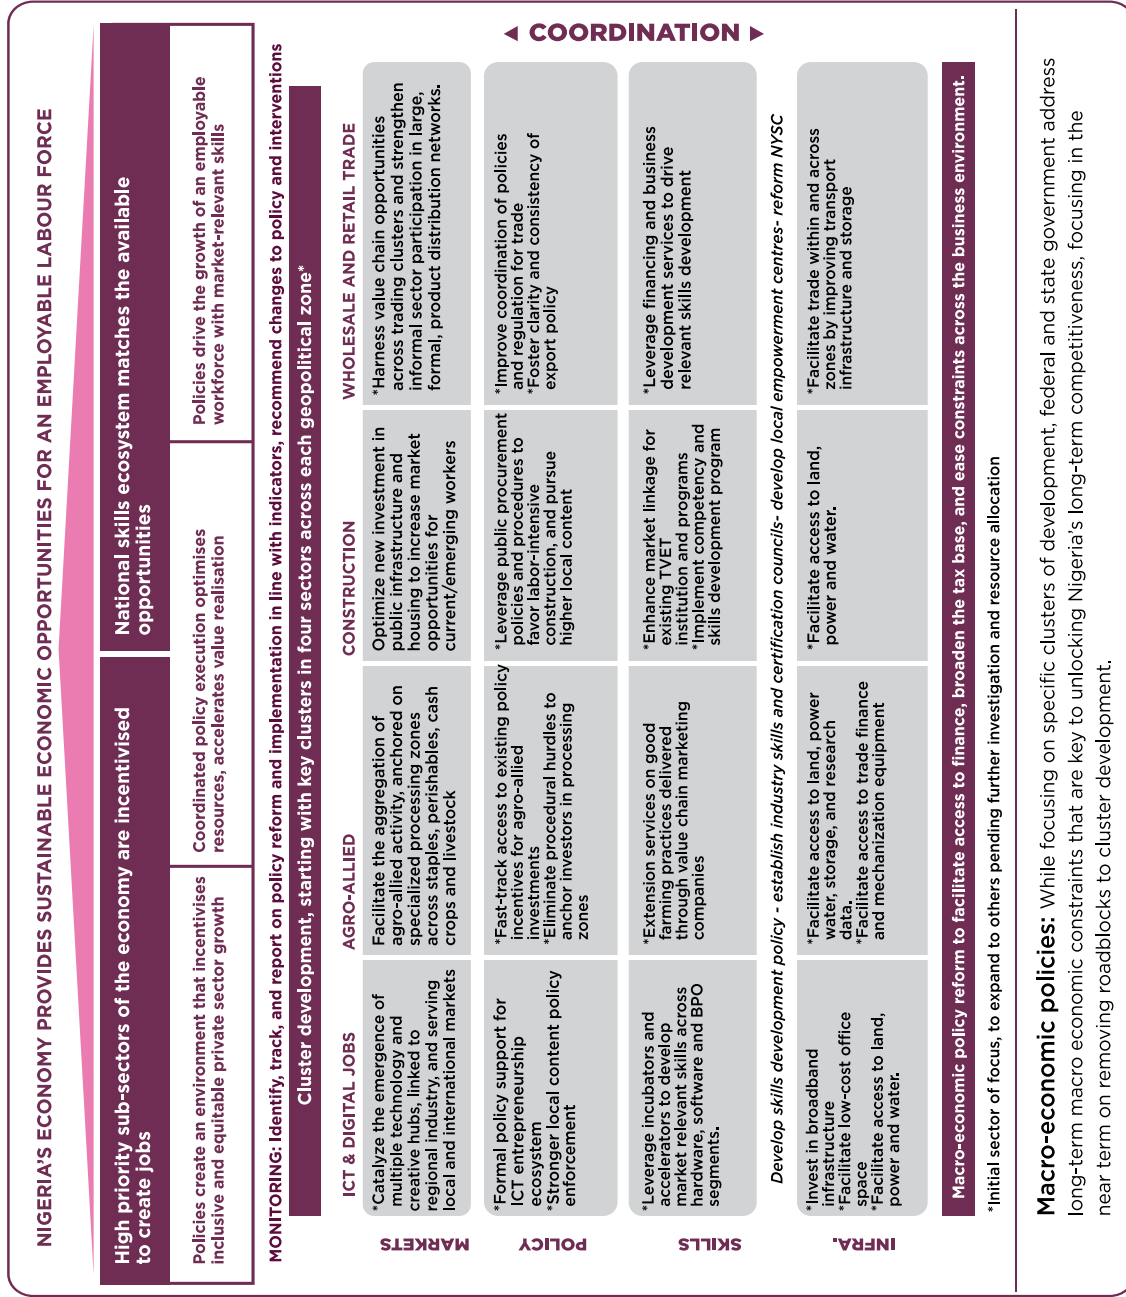 NIGERIA'S ECONOMY PROVIDES SUSTAINABLE ECONOMIC OPPORTUNITIES FOR AN EMPLOYABLE LABOUR FORCE
High priority sub-sectors of the economy are incentivised
to create jobs
National skills ecosystem matches the available
opportunities
Policies create an environment that incentivises
inclusive and equitable private sector growth
Coordinated policy execution optimises
resources, accelerates value realisation
Policies drive the growth of an employable
workforce with market-relevant skills
MONITORING: Identify, track, and report on policy reform and implementation in line with indicators, recommend changes to policy and interventions
Cluster development, starting with key clusters in four sectors across each geopolitical zone*
ICT & DIGITAL JOBS
AGRO-ALLIED
CONSTRUCTION
WHOLESALE AND RETAIL TRADE
MARKETS
*Catalyze the emergence of
multiple technology and
creative hubs, linked to
regional industry, and serving
local and international markets
Facilitate the aggregation of
agro-allied activity, anchored on
specialized processing zones
across staples, perishables, cash
crops and livestock
Optimize new investment in
public infrastructure and
housing to increase market
opportunities for
current/emerging workers
*Harness value chain opportunities
across trading clusters and strengthen
informal sector participation in large,
formal, product distribution networks.
POLICY
*Formal policy support for
ICT entrepreneurship
ecosystem
*Stronger local content policy
enforcement
*Fast-track access to existing policy
incentives for agro-allied
investments
*Eliminate procedural hurdles to
anchor investors in processing
zones
*Leverage public procurement
policies and procedures to
favor labor-intensive
construction, and pursue
higher local content
*Improve coordination of policies
and regulation for trade
*Foster clarity and consistency of
export policy
SKILLS
*Leverage incubators and
accelerators to develop
market relevant skills across
hardware, software and BPO
segments.
*Extension services on good
farming practices delivered
through value chain marketing
companies
*Enhance market linkage for
existing TVET
institution and programs
*Implement competency and
skills development program
*Leverage financing and business
development services to drive
relevant skills development
Develop skills development policy - establish industry skills and certification councils- develop local empowerment centres- reform NYSC
INFRA.
*Invest in broadband
infrastructure
*Facilitate low-cost office
space
*Facilitate access to land,
power and water.
*Facilitate access to land, power
water, storage, and research
data.
*Facilitate access to trade finance
and mechanization equipment
*Facilitate access to land,
power and water.
*Facilitate trade within and across
zones by improving transport
infrastructure and storage
COORDINATION
Macro-economic policy reform to facilitate access to finance, broaden the tax base, and ease constraints across the business environment.
*Initial sector of focus, to expand to others pending further investigation and resource allocation
Macro-economic policies: While focusing on specific clusters of development, federal and state government address
long-term macro economic constraints that are key to unlocking Nigeria's long-term competitiveness, focusing in the
near term on removing roadblocks to cluster development.